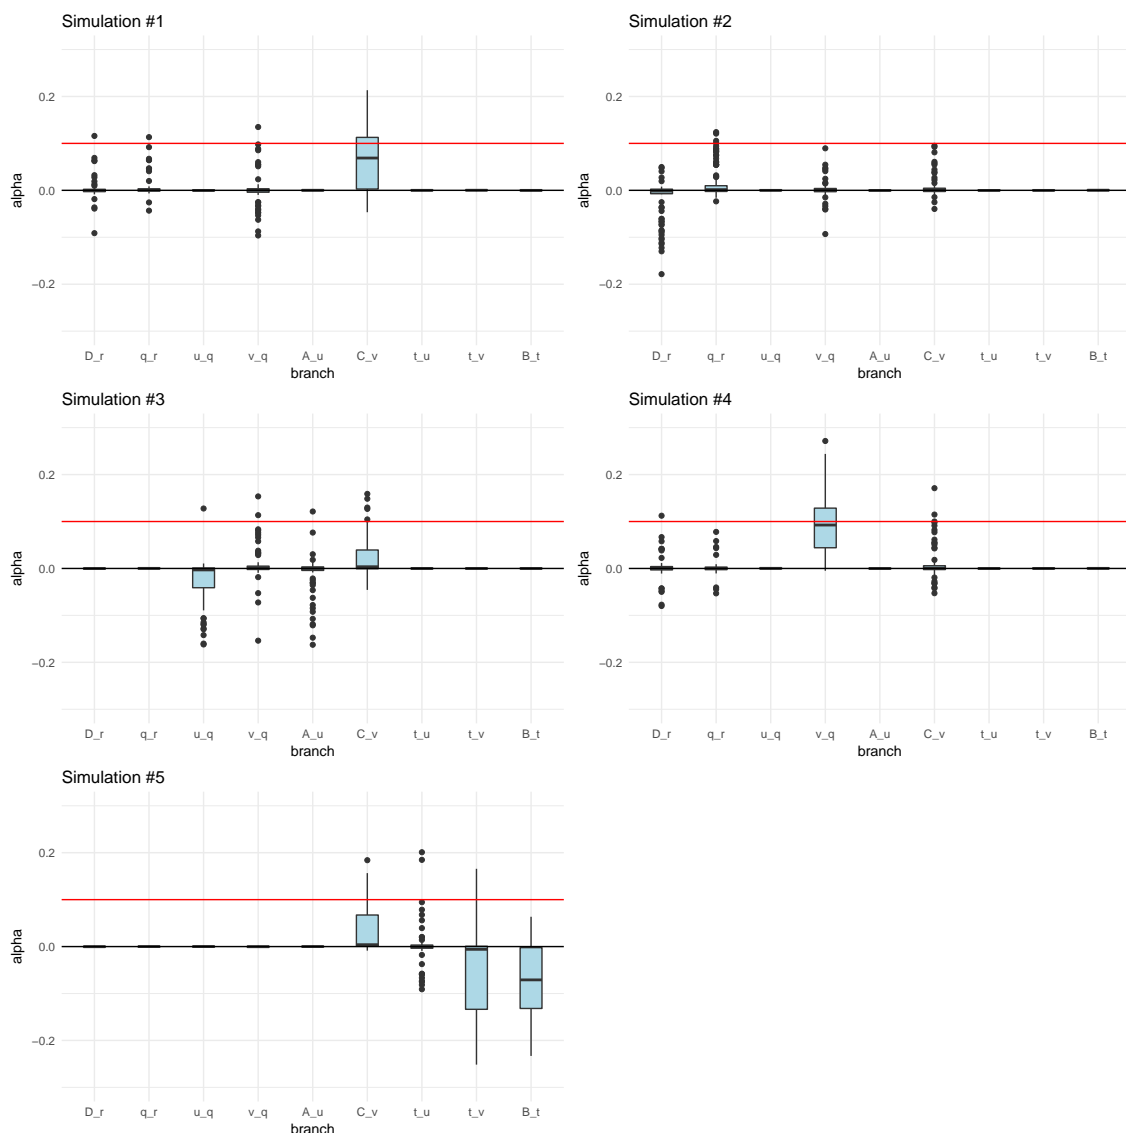 Simulation #1
0.2
0.0
−0.2
alpha
D_r q_r u_q v_q A_u C_v t_u t_v B_t
branch
Simulation #2
0.2
0.0
−0.2
alpha
D_r q_r u_q v_q A_u C_v t_u t_v B_t
branch
Simulation #3
0.2
0.0
−0.2
alpha
D_r q_r u_q v_q A_u C_v t_u t_v B_t
branch
Simulation #4
0.2
0.0
−0.2
alpha
D_r q_r u_q v_q A_u C_v t_u t_v B_t
branch
Simulation #5
0.2
0.0
−0.2
alpha
D_r q_r u_q v_q A_u C_v t_u t_v B_t
branch